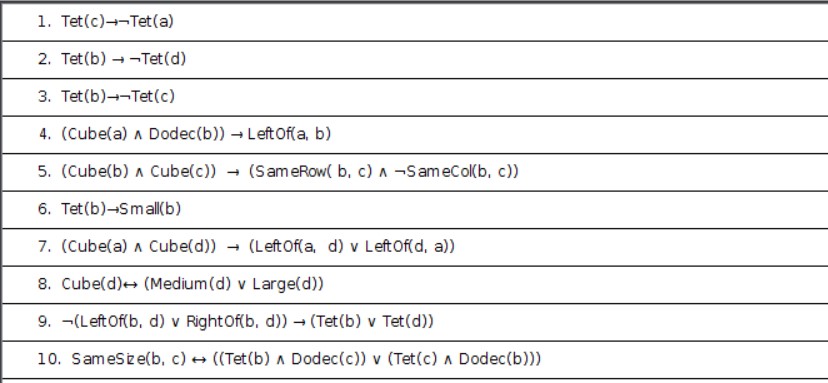 1. Tet(c)→¬Tet(a)
2. Tet(b) → ¬Tet(d)
3. Tet(b)→¬Tet(c)
4. (Cube(a) ∧ Dodec(b)) → LeftOf(a, b)
5. (Cube(b) ∧ Cube(c)) → (SameRow( b, c) ∧ ¬SameCol(b, c))
6. Tet(b)→Small(b)
7. (Cube(a) ∧ Cube(d)) → (LeftOf(a, d) ∨ LeftOf(d, a))
8. Cube(d)↔ (Medium(d) ∨ Large(d))
9. ¬(LeftOf(b, d) ∨ RightOf(b, d)) → (Tet(b) ∨ Tet(d))
10. SameSize(b, c) ↔ ((Tet(b) ∧ Dodec(c)) ∨ (Tet(c) ∧ Dodec(b)))